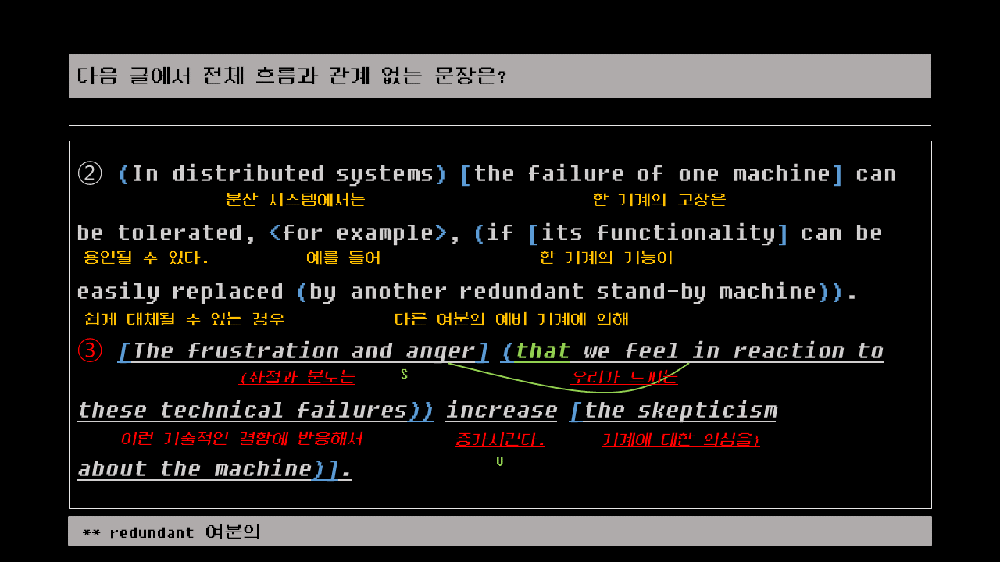 다음 글에서 전체 흐름과 관계 없는 문장은?
② (In distributed systems) [the failure of one machine] can
분산 시스템에서는 한 기계의 고장은
be tolerated, <for example>, (if [its functionality] can be
용인될 수 있다. 예를 들어 한 기계의 기능이
easily replaced (by another redundant stand-by machine)).
쉽게 대체될 수 있는 경우 다른 여분의 예비 기계에 의해
③ [The frustration and anger] (that we feel in reaction to
(좌절과 분노는 S 우리가 느끼는
these technical failures)) increase [the skepticism
이런 기술적인 결함에 반응해서 증가시킨다. 기계에 대한 의심을)
V
about the machine)].
** redundant 여분의